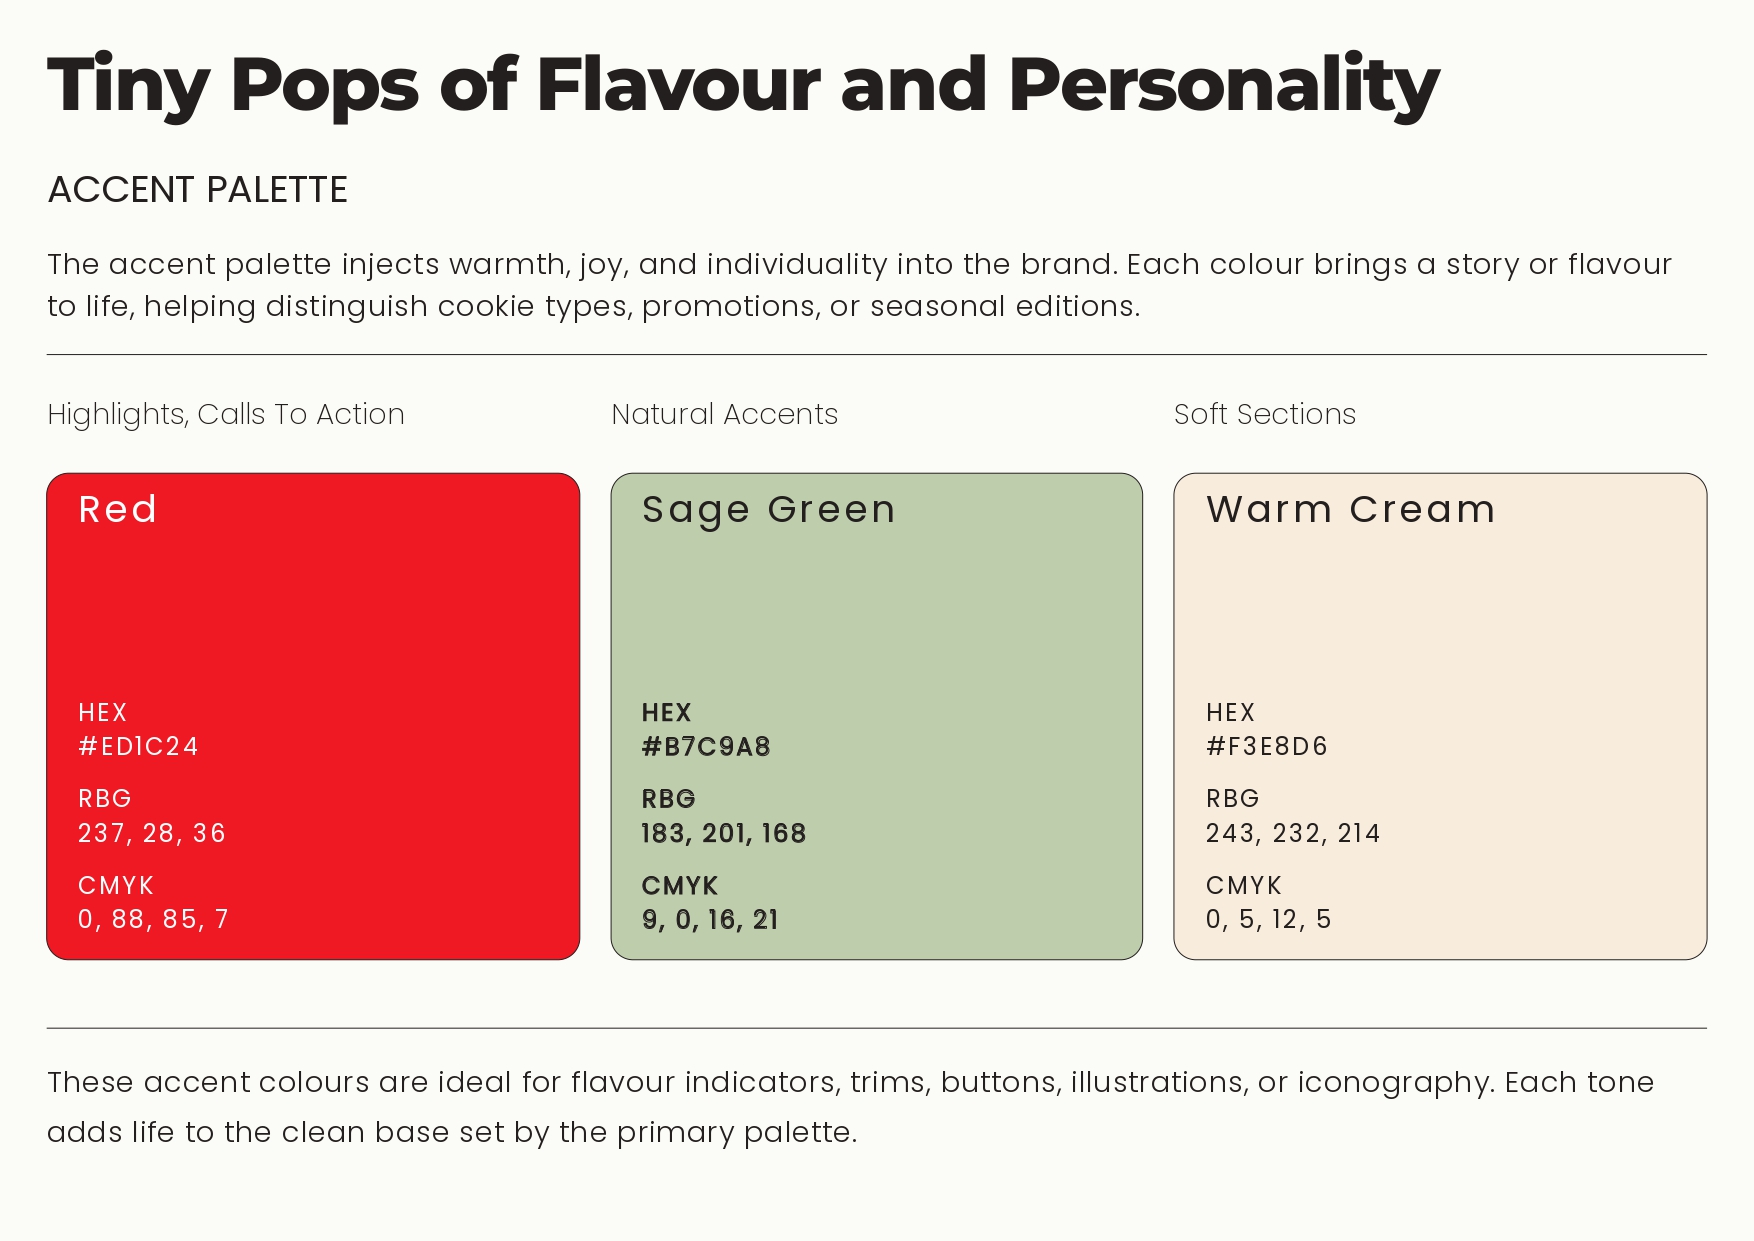 Tiny Pops of Flavour and Personality
ACCENT PALETTE
The accent palette injects warmth, joy, and individuality into the brand. Each colour brings a story or flavour
to life, helping distinguish cookie types, promotions, or seasonal editions.
Highlights, Calls To Action
Red
HEX
#ED1C24
RBG
237, 28, 36
CMYK
0, 88, 85, 7
Natural Accents
Sage Green
HEX
#B7C9A8
RBG
183, 201, 168
CMYK
9, 0, 16, 21
Soft Sections
Warm Cream
HEX
#F3E8D6
RBG
243, 232, 214
CMYK
0, 5, 12, 5
These accent colours are ideal for flavour indicators, trims, buttons, illustrations, or iconography. Each tone
adds life to the clean base set by the primary palette.